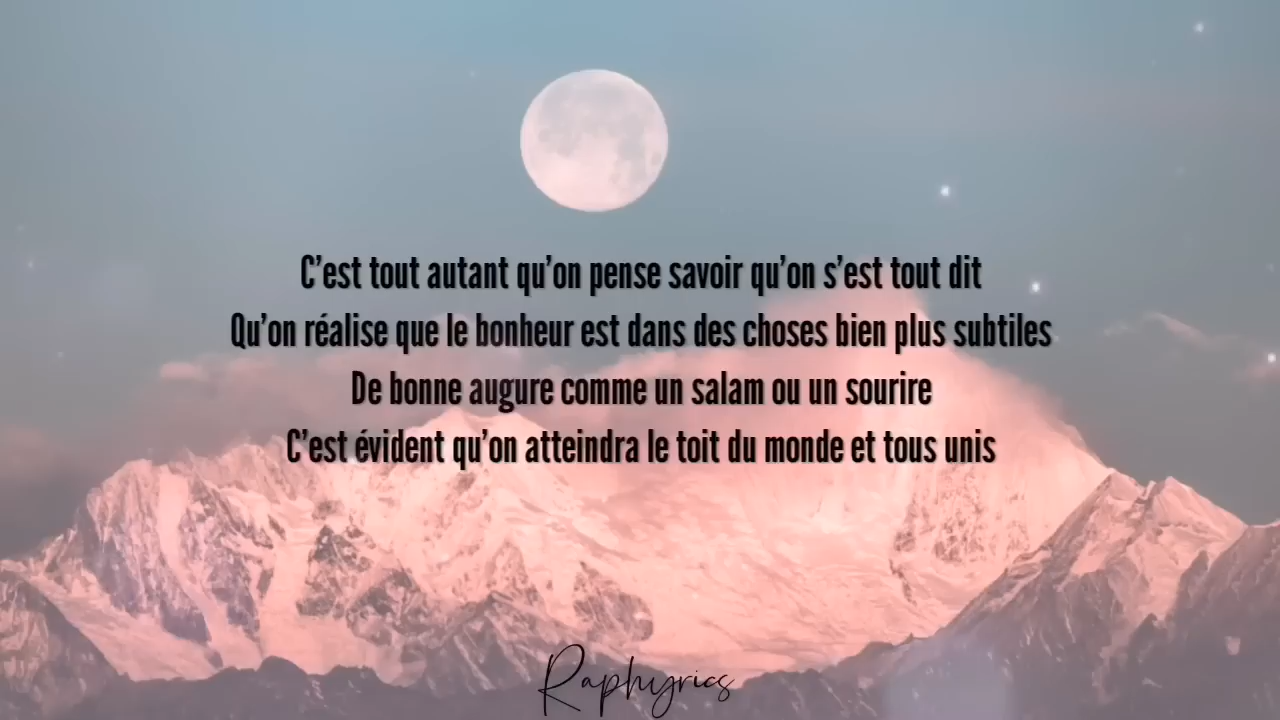 C’est tout autant qu’on pense savoir qu’on s’est tout dit
Qu’on réalise que le bonheur est dans des choses bien plus subtiles
De bonne augure comme un salam ou un sourire
C’est évident qu’on atteindra le toit du monde et tous unis
Raphyrics